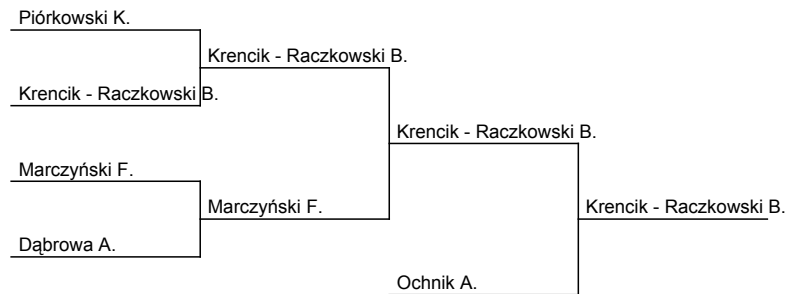 Piórkowski K.
Krencik - Raczkowski B.
Krencik - Raczkowski B.
Krencik - Raczkowski B.
Marczyński F.
Marczyński F.
Krencik - Raczkowski B.
Dąbrowa A.
Ochnik A.